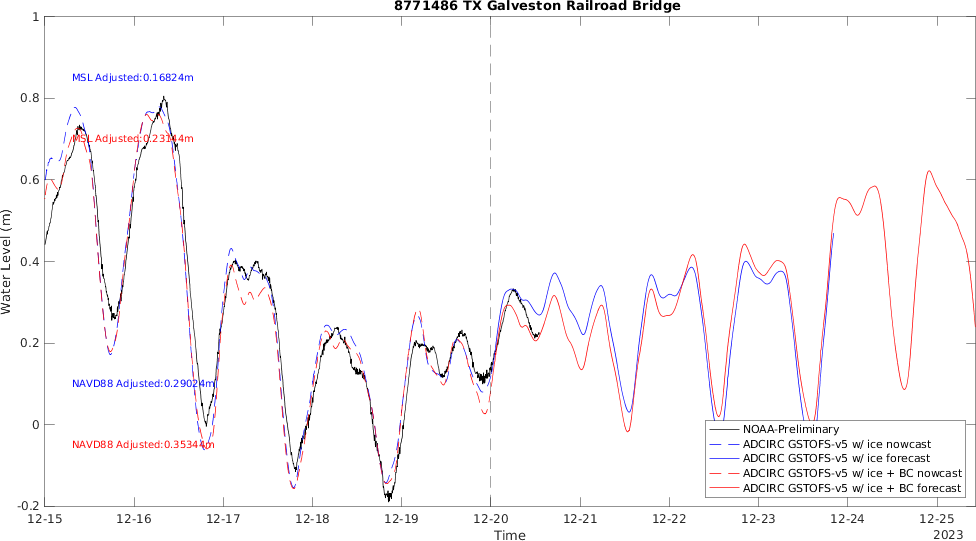 8771486 TX Galveston Railroad Bridge
Water Level (m)
1
0.8
0.6
0.4
0.2
0
-0.2
MSL Adjusted:0.16824m
MSL Adjusted:0.23144m
NAVD88 Adjusted:0.29024m
NAVD88 Adjusted:0.35344m
NOAA-Preliminary
ADCIRC GSTOFS-v5 w/ ice nowcast
ADCIRC GSTOFS-v5 w/ ice forecast
ADCIRC GSTOFS-v5 w/ ice + BC nowcast
ADCIRC GSTOFS-v5 w/ ice + BC forecast
12-15 12-16 12-17 12-18 12-19 12-20 12-21 12-22 12-23 12-24 12-25
Time
2023